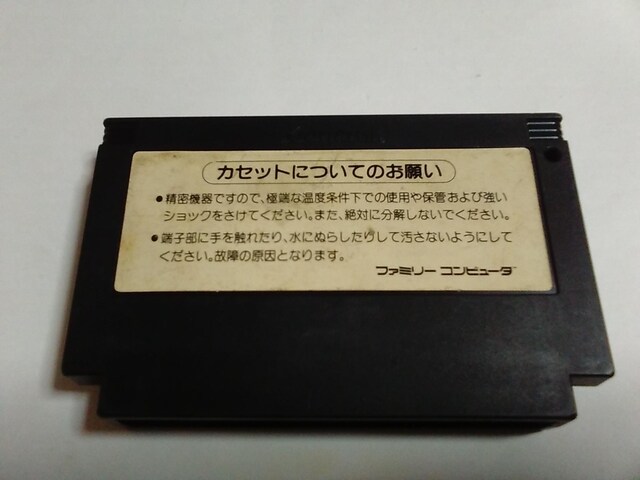 カセットについてのお願い
●精密機器ですので、極端な温度条件下での使用や保管および強い
ショックをさけてください。また、絶対に分解しないでください。
●端子部に手を触れたり、水にぬらしたりして汚さないようにして
ください。故障の原因となります。
ファミリー コンピュータ